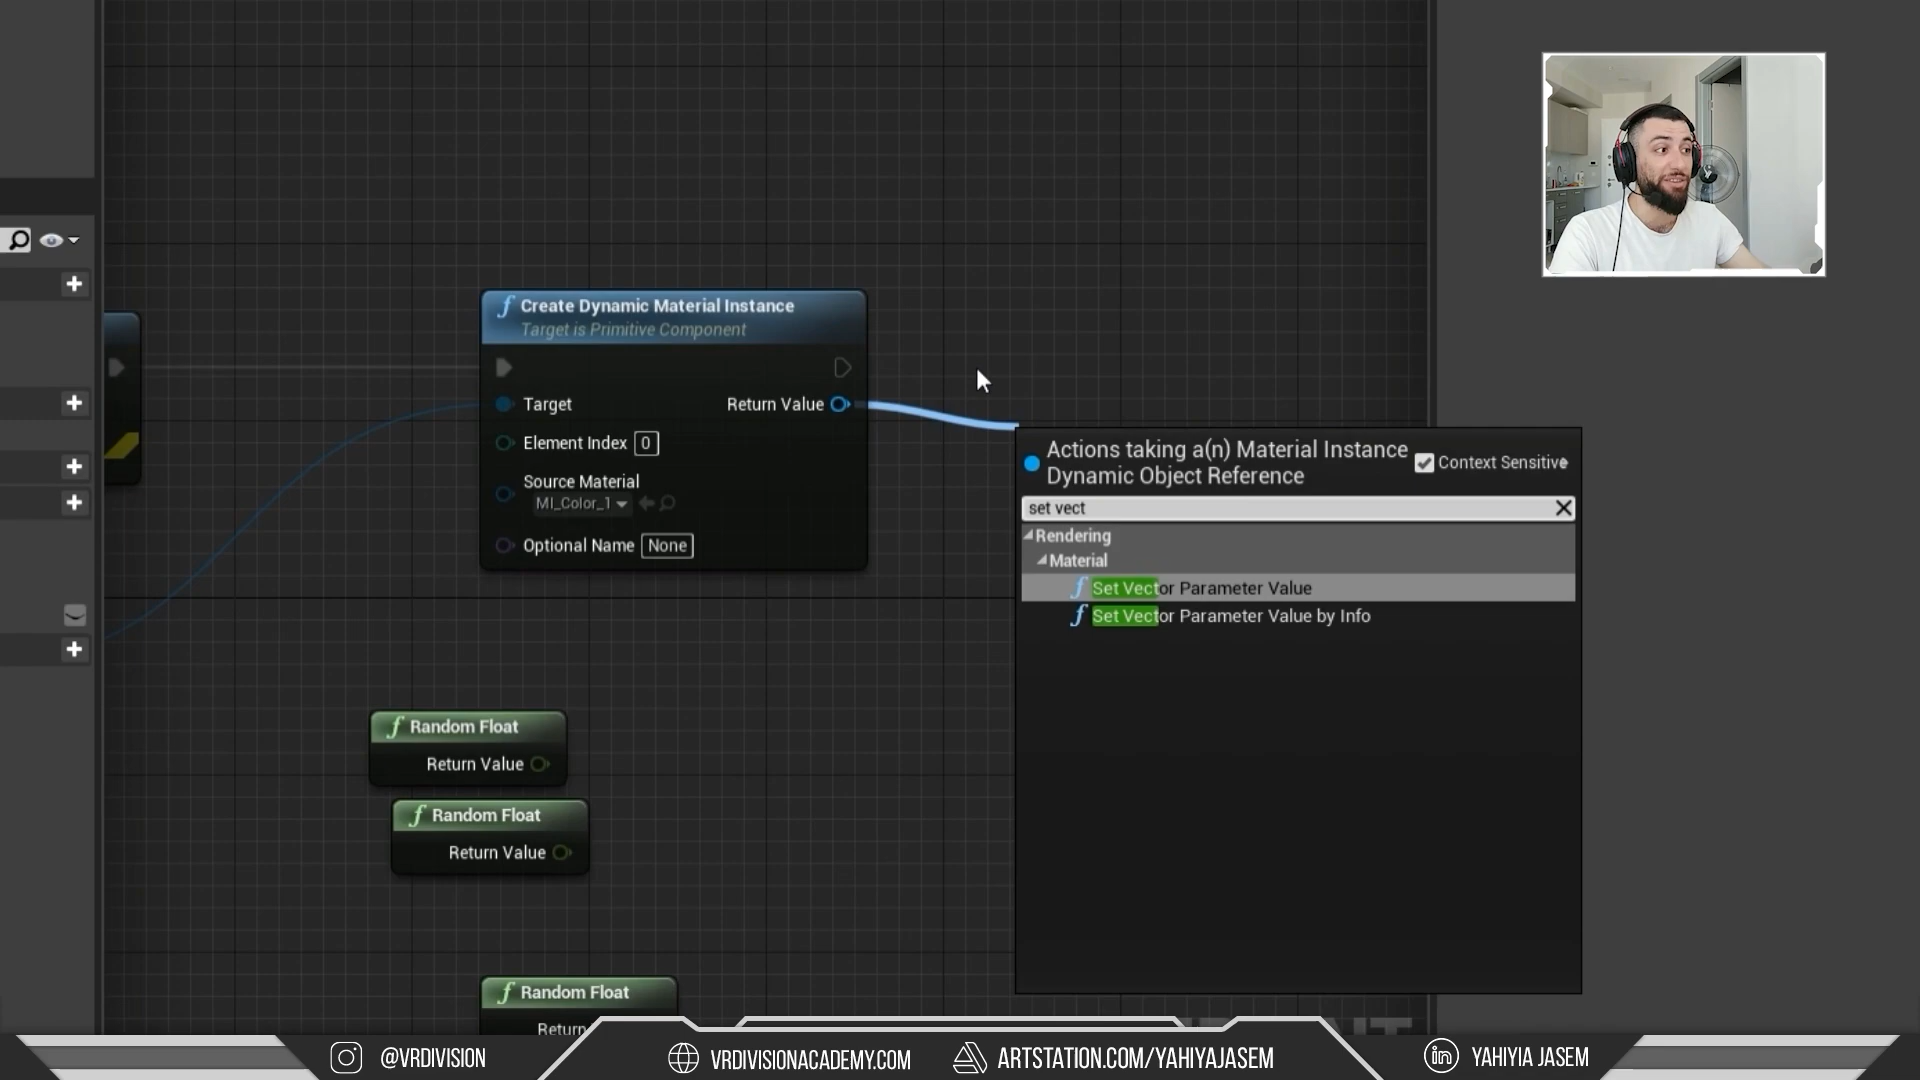 Create Dynamic Material Instance
Target is Primitive Component
Target
Return Value
Element Index 0
Source Material
MI_Color_1
Optional Name None
Actions taking a(n) Material Instance
Dynamic Object Reference
Context Sensitive
set vect
Rendering
Material
Set Vector Parameter Value
Set Vector Parameter Value by Info
Random Float
Return Value
Random Float
Return Value
Random Float
Return
@VRDIVISION
VRDIVISIONACADEMY.COM
ARTSTATION.COM/YAHIYAJASEM
in YAHIYIA JASEM